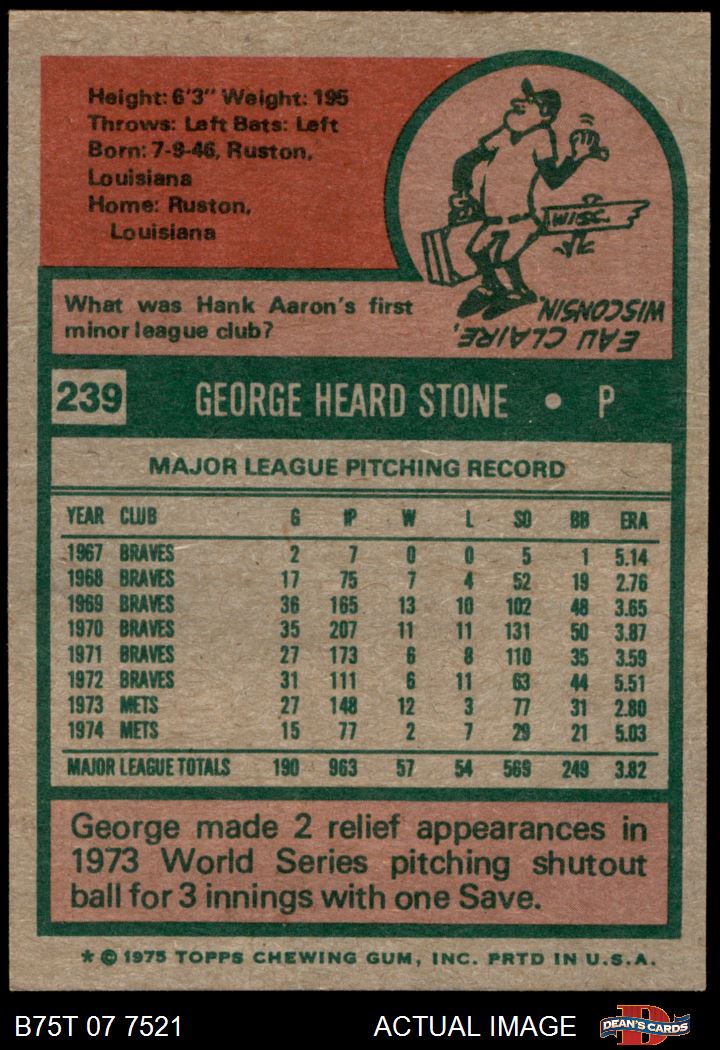 Height: 6'3" Weight: 195
Throws: Left Bats: Left
Born: 7-9-46, Ruston,
Louisiana
Home: Ruston,
Louisiana
WISC
What was Hank Aaron's first
minor league club?
EAU CLAIRE,
WISCONSIN.
239 GEORGE HEARD STONE • P
MAJOR LEAGUE PITCHING RECORD
YEAR CLUB G IP W L SO BB ERA
1967 BRAVES 2 7 0 0 5 1 5.14
1968 BRAVES 17 75 7 4 52 19 2.76
1969 BRAVES 36 165 13 10 102 48 3.65
1970 BRAVES 35 207 11 11 131 50 3.87
1971 BRAVES 27 173 6 8 110 35 3.59
1972 BRAVES 31 111 6 11 63 44 5.51
1973 METS 27 148 12 3 77 31 2.80
1974 METS 15 77 2 7 29 21 5.03
MAJOR LEAGUE TOTALS 190 963 57 54 569 249 3.82
George made 2 relief appearances in
1973 World Series pitching shutout
ball for 3 innings with one Save.
* © 1975 TOPPS CHEWING GUM, INC. PRTD IN U.S.A.
B75T 07 7521 ACTUAL IMAGE DEAN'S CARDS